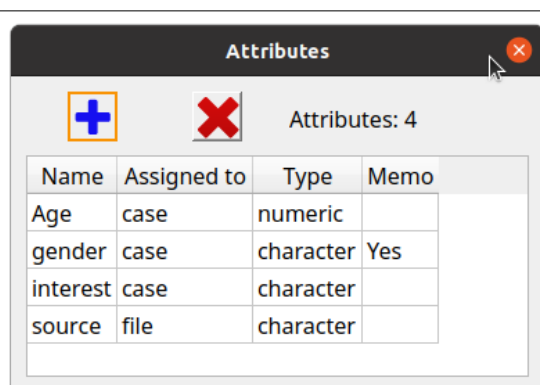 Attributes
Attributes: 4
Name Assigned to Type Memo
Age case numeric
gender case character Yes
interest case character
source file character